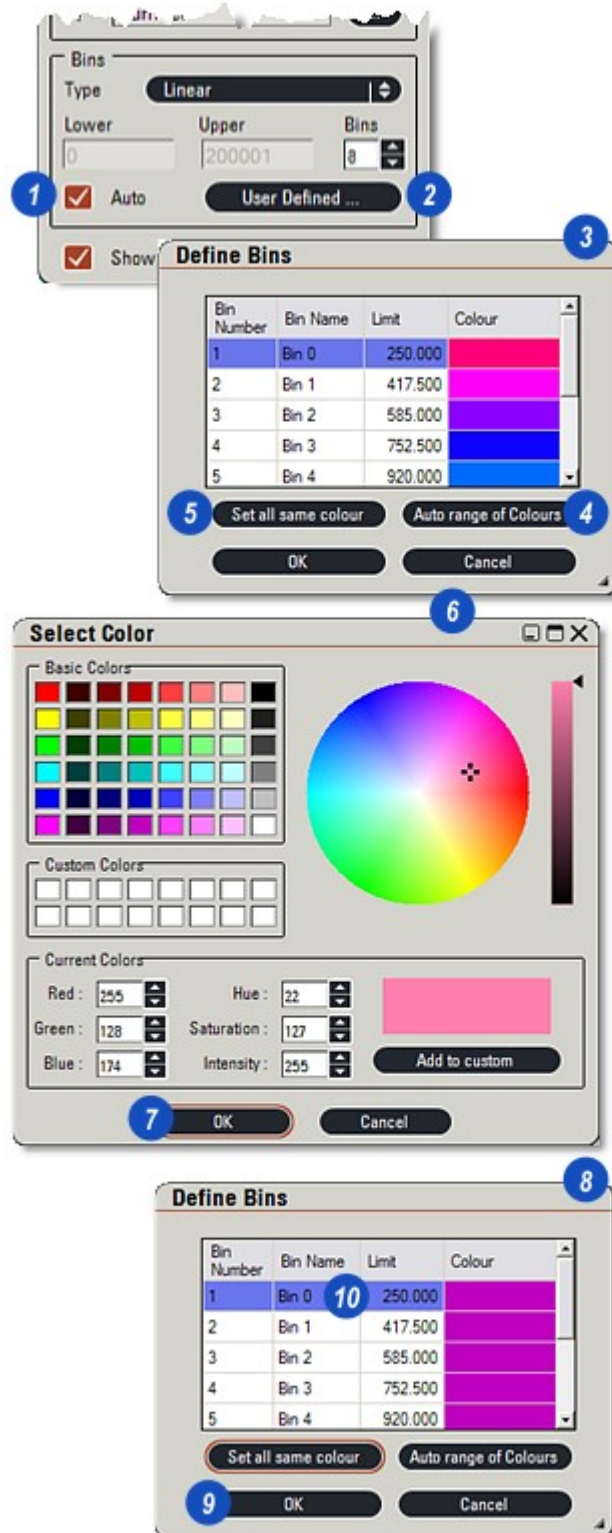 Bins
Type Linear
Lower Upper Bins
0 200001 8
1 Auto User Defined ... 2
Show
3
Define Bins
Bin Number Bin Name Limit Colour
1 Bin 0 250.000
2 Bin 1 417.500
3 Bin 2 585.000
4 Bin 3 752.500
5 Bin 4 920.000
5 Set all same colour Auto range of Colours 4
OK Cancel
6
Select Color
Basic Colors
Custom Colors
Current Colors
Red : 255 Hue : 22
Green : 128 Saturation : 127
Blue : 174 Intensity : 255 Add to custom
7 OK Cancel
8
Define Bins
Bin Number Bin Name Limit Colour
1 Bin 0 10 250.000
2 Bin 1 417.500
3 Bin 2 585.000
4 Bin 3 752.500
5 Bin 4 920.000
Set all same colour Auto range of Colours
9 OK Cancel